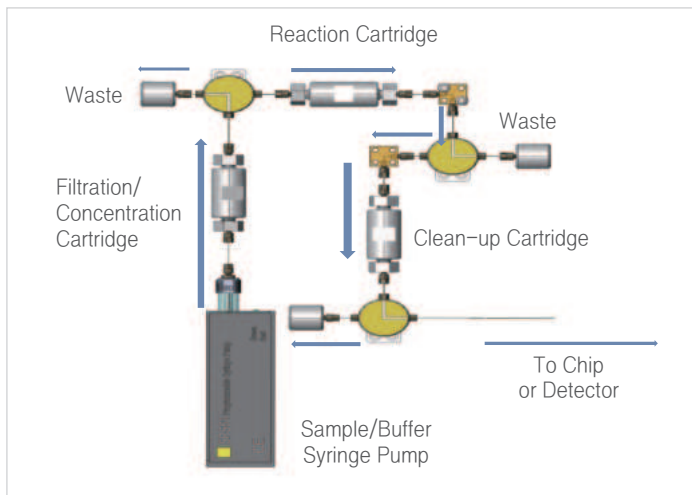 Reaction Cartridge
Waste
Waste
Filtration/
Concentration
Cartridge
Clean-up Cartridge
To Chip
or Detector
Sample/Buffer
Syringe Pump